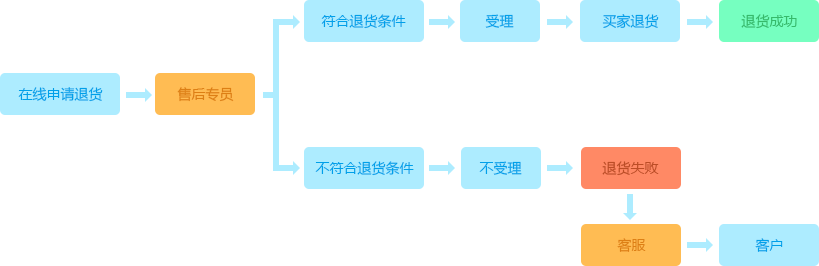 符合退货条件
受理
买家退货
退货成功
在线申请退货
售后专员
不符合退货条件
不受理
退货失败
客服
客户